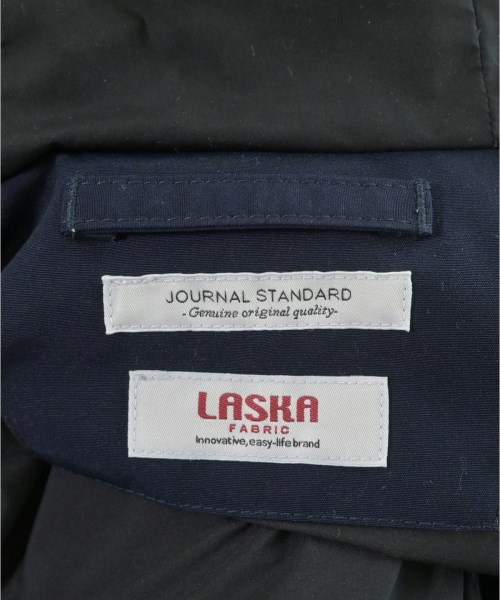 JOURNAL STANDARD
- Genuine original quality-
LASKA
FABRIC
Innovative, easy-life brand